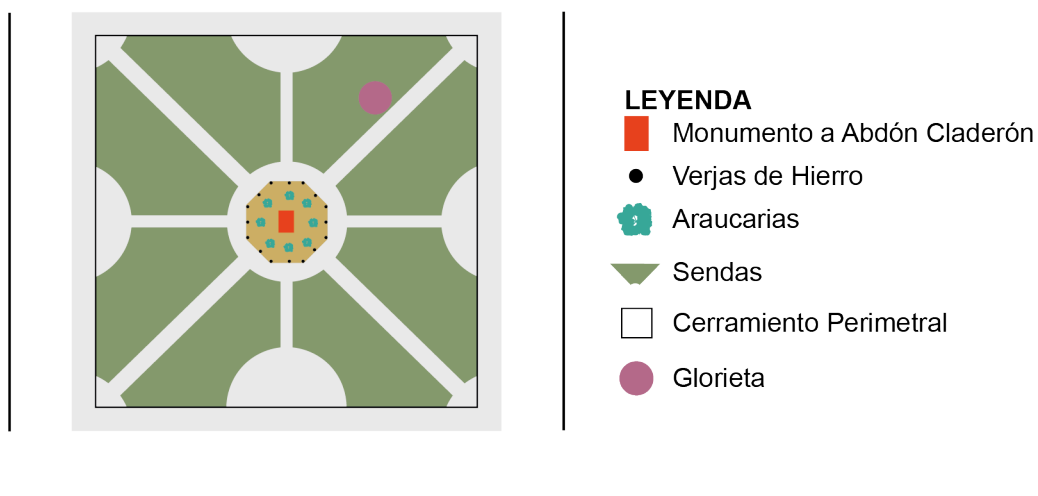 LEYENDA
Monumento a Abdón Claderón
Verjas de Hierro
Araucarias
Sendas
Cerramiento Perimetral
Glorieta